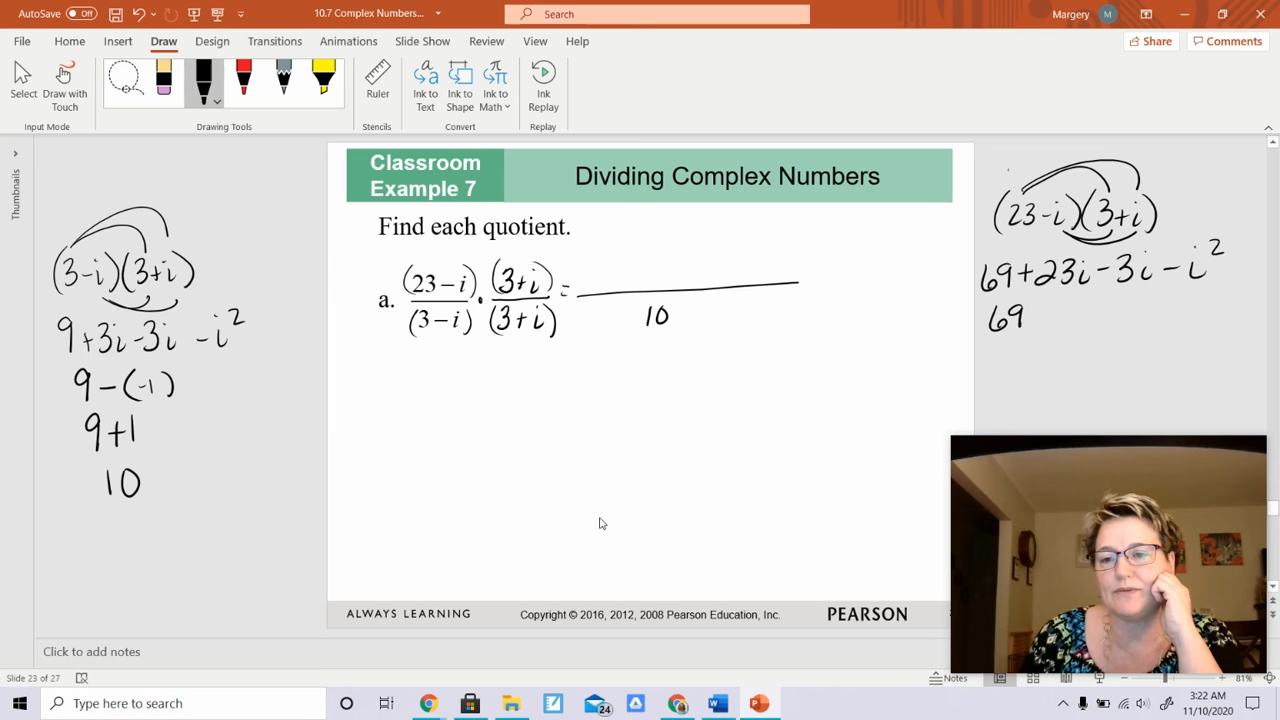 AutoSave Off 10.7 Complex Numbers... Search Margery M
File Home Insert Draw Design Transitions Animations Slide Show Review View Help Share Comments
Select Draw with Touch Ruler Ink to Text Ink to Shape Ink to Math Ink Replay
Input Mode Drawing Tools Stencils Convert Replay
Thumbnails
Classroom Example 7
Dividing Complex Numbers
Find each quotient.
a. (23 – i)/(3 – i) · (3+i)/(3+i) = /10
(3-i)(3+i)
9+3i-3i -i²
9-(-1)
9+1
10
(23-i)(3+i)
69+23i-3i-i²
69
ALWAYS LEARNING Copyright © 2016, 2012, 2008 Pearson Education, Inc. PEARSON
Click to add notes
Slide 23 of 27 Notes 81%
Type here to search 24 3:22 AM
11/10/2020